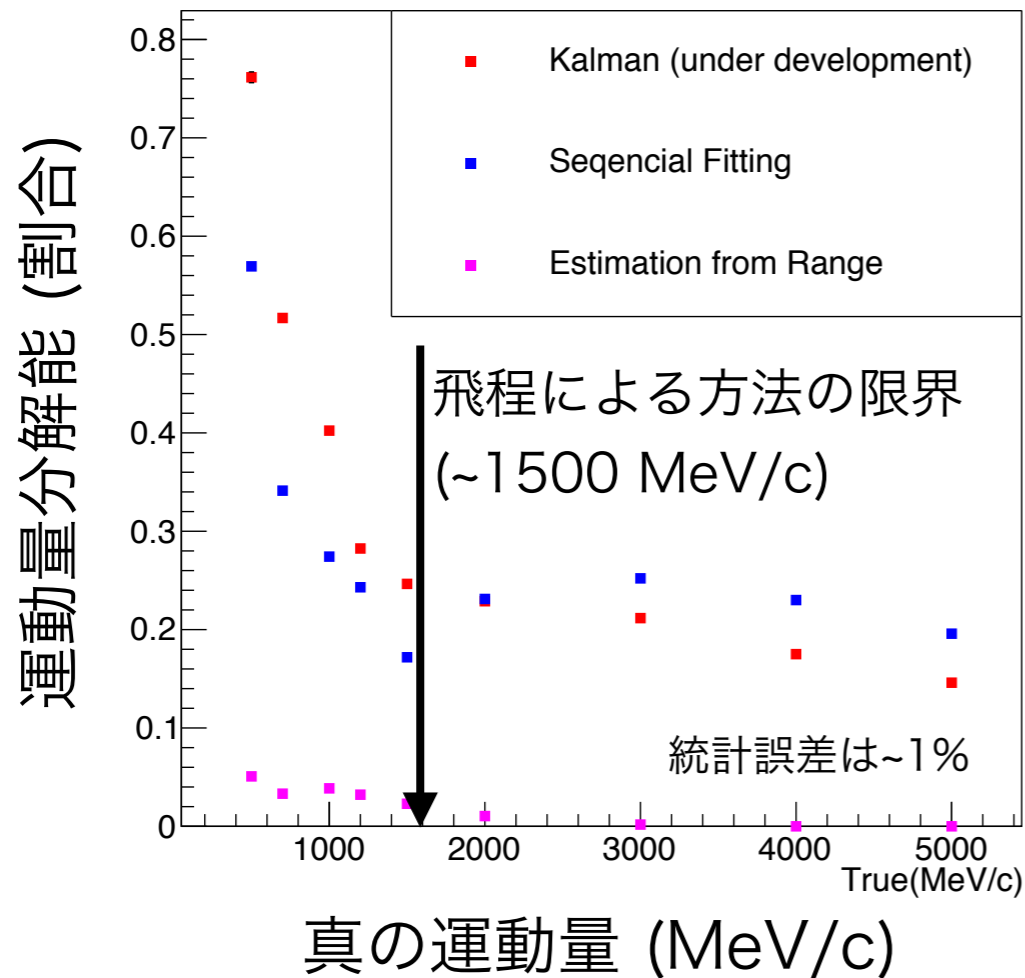 0.8
0.7
0.6
0.5
0.4
0.3
0.2
0.1
0
運動量分解能 (割合)
Kalman (under development)
Seqencial Fitting
Estimation from Range
飛程による方法の限界
(~1500 MeV/c)
統計誤差は~1%
1000 2000 3000 4000 5000
True(MeV/c)
真の運動量 (MeV/c)